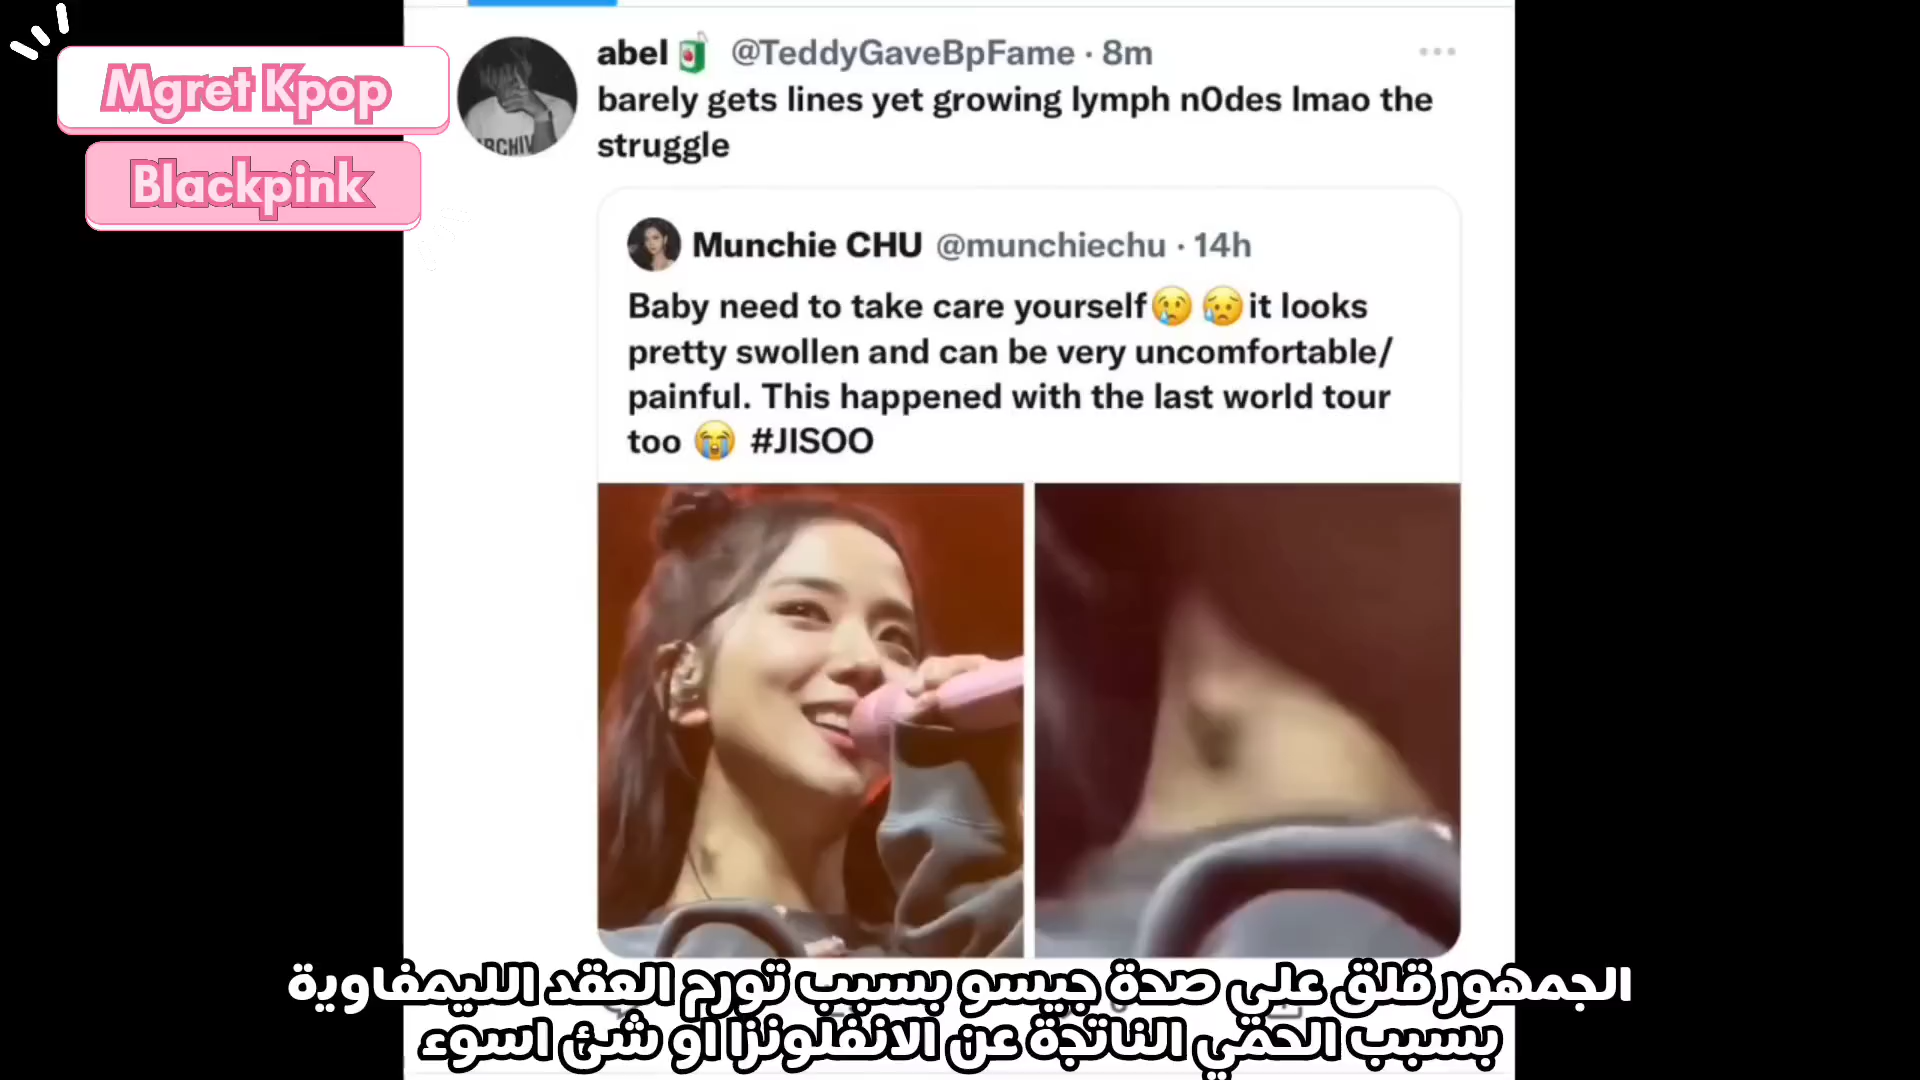 Mgret Kpop
Blackpink
abel @TeddyGaveBpFame · 8m
barely gets lines yet growing lymph n0des lmao the
struggle
ARCHIV
Munchie CHU @munchiechu · 14h
Baby need to take care yourself😢 😥it looks
pretty swollen and can be very uncomfortable/
painful. This happened with the last world tour
too 😭 #JISOO
الجمهورقلق علي صحة جيسو بسبب تورم العقد الليمفاوية
بسبب الحمي الناتجة عن الانفلونزا او شئ اسوء